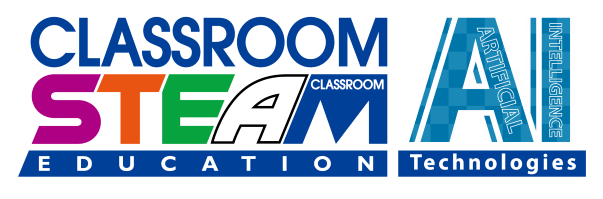 CLASSROOM
STEAM
CLASSROOM
EDUCATION
AI
ARTIFICIAL
INTELLIGENCE
Technologies